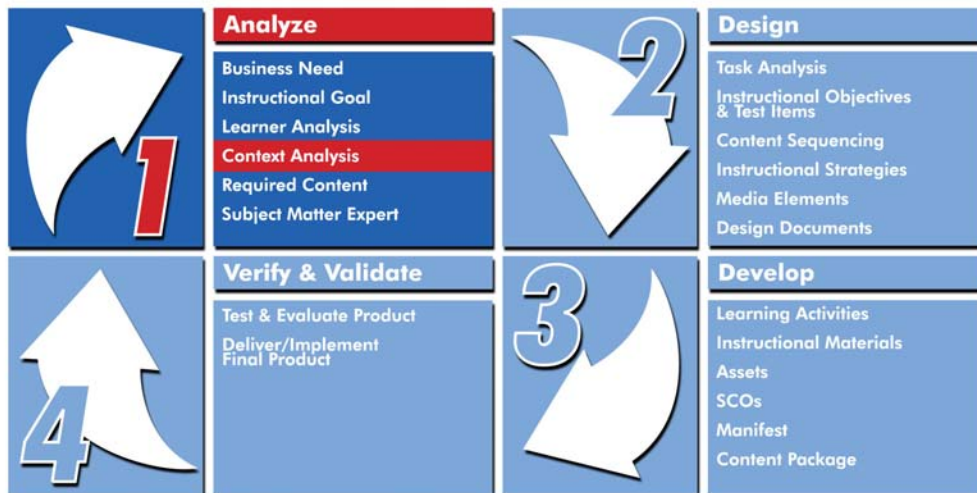 1
Analyze
Business Need
Instructional Goal
Learner Analysis
Context Analysis
Required Content
Subject Matter Expert
2
Design
Task Analysis
Instructional Objectives
& Test Items
Content Sequencing
Instructional Strategies
Media Elements
Design Documents
3
Develop
Learning Activities
Instructional Materials
Assets
SCOs
Manifest
Content Package
4
Verify & Validate
Test & Evaluate Product
Deliver/Implement
Final Product